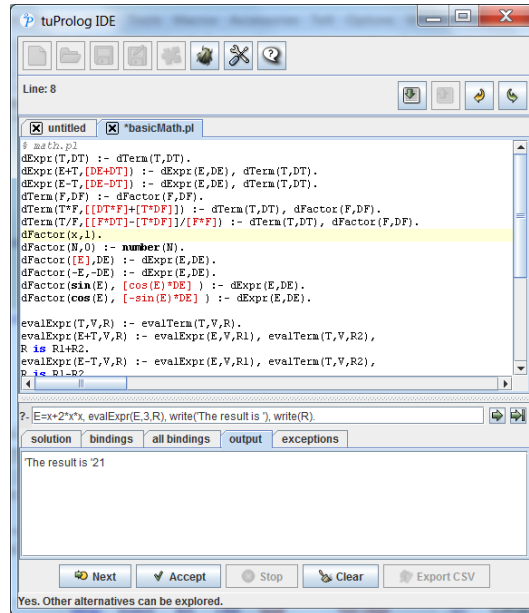 tuProlog IDE
Line: 8
untitled
*basicMath.pl
% math.pl
dExpr(T,DT) :- dTerm(T,DT).
dExpr(E+T,[DE+DT]) :- dExpr(E,DE), dTerm(T,DT).
dExpr(E-T,[DE-DT]) :- dExpr(E,DE), dTerm(T,DT).
dTerm(F,DF) :- dFactor(F,DF).
dTerm(T*F,[[DT*F]+[T*DF]]) :- dTerm(T,DT), dFactor(F,DF).
dTerm(T/F,[[F*DT]-[T*DF]]/[F*F]) :- dTerm(T,DT), dFactor(F,DF).
dFactor(x,1).
dFactor(N,0) :- number(N).
dFactor([E],DE) :- dExpr(E,DE).
dFactor(-E,-DE) :- dExpr(E,DE).
dFactor(sin(E), [cos(E)*DE] ) :- dExpr(E,DE).
dFactor(cos(E), [-sin(E)*DE] ) :- dExpr(E,DE).
evalExpr(T,V,R) :- evalTerm(T,V,R).
evalExpr(E+T,V,R) :- evalExpr(E,V,R1), evalTerm(T,V,R2),
R is R1+R2.
evalExpr(E-T,V,R) :- evalExpr(E,V,R1), evalTerm(T,V,R2),
R is R1-R2.
?- E=x+2*x*x, evalExpr(E,3,R), write('The result is '), write(R).
solution bindings all bindings output exceptions
'The result is '21
Next Accept Stop Clear Export CSV
Yes. Other alternatives can be explored.